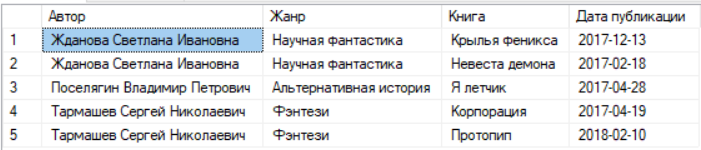 Автор Жанр Книга Дата публикации
1 Жданова Светлана Ивановна Научная фантастика Крылья феникса 2017-12-13
2 Жданова Светлана Ивановна Научная фантастика Невеста демона 2017-02-18
3 Поселягин Владимир Петрович Альтернативная история Я летчик 2017-04-28
4 Тармашев Сергей Николаевич Фэнтези Корпорация 2017-04-19
5 Тармашев Сергей Николаевич Фэнтези Протопип 2018-02-10